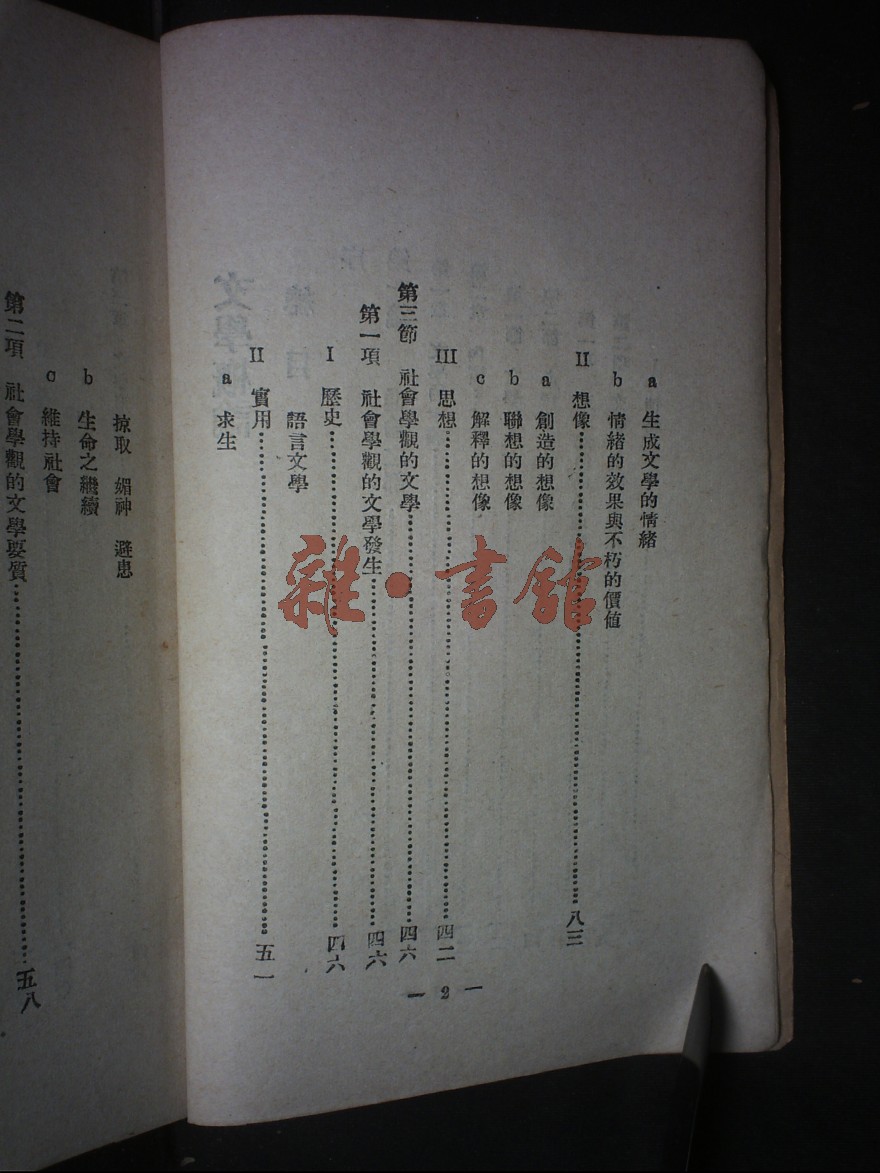 a 生成文學的情緒
b 情緒的效果與不朽的價値
II 想像……八三
a 創造的想像
b 聯想的想像
c 解釋的想像
III 思想……四二
第三節 社會學觀的文學……四六
第一項 社會學觀的文學發生……四六
I 歷史……四六
語言文學
II 實用……五一
a 求生
— 2 —
掠取 媚神 避患
b 生命之繼續
c 維持社會
第二項 社會學觀的文學要質……五八
雜·書館